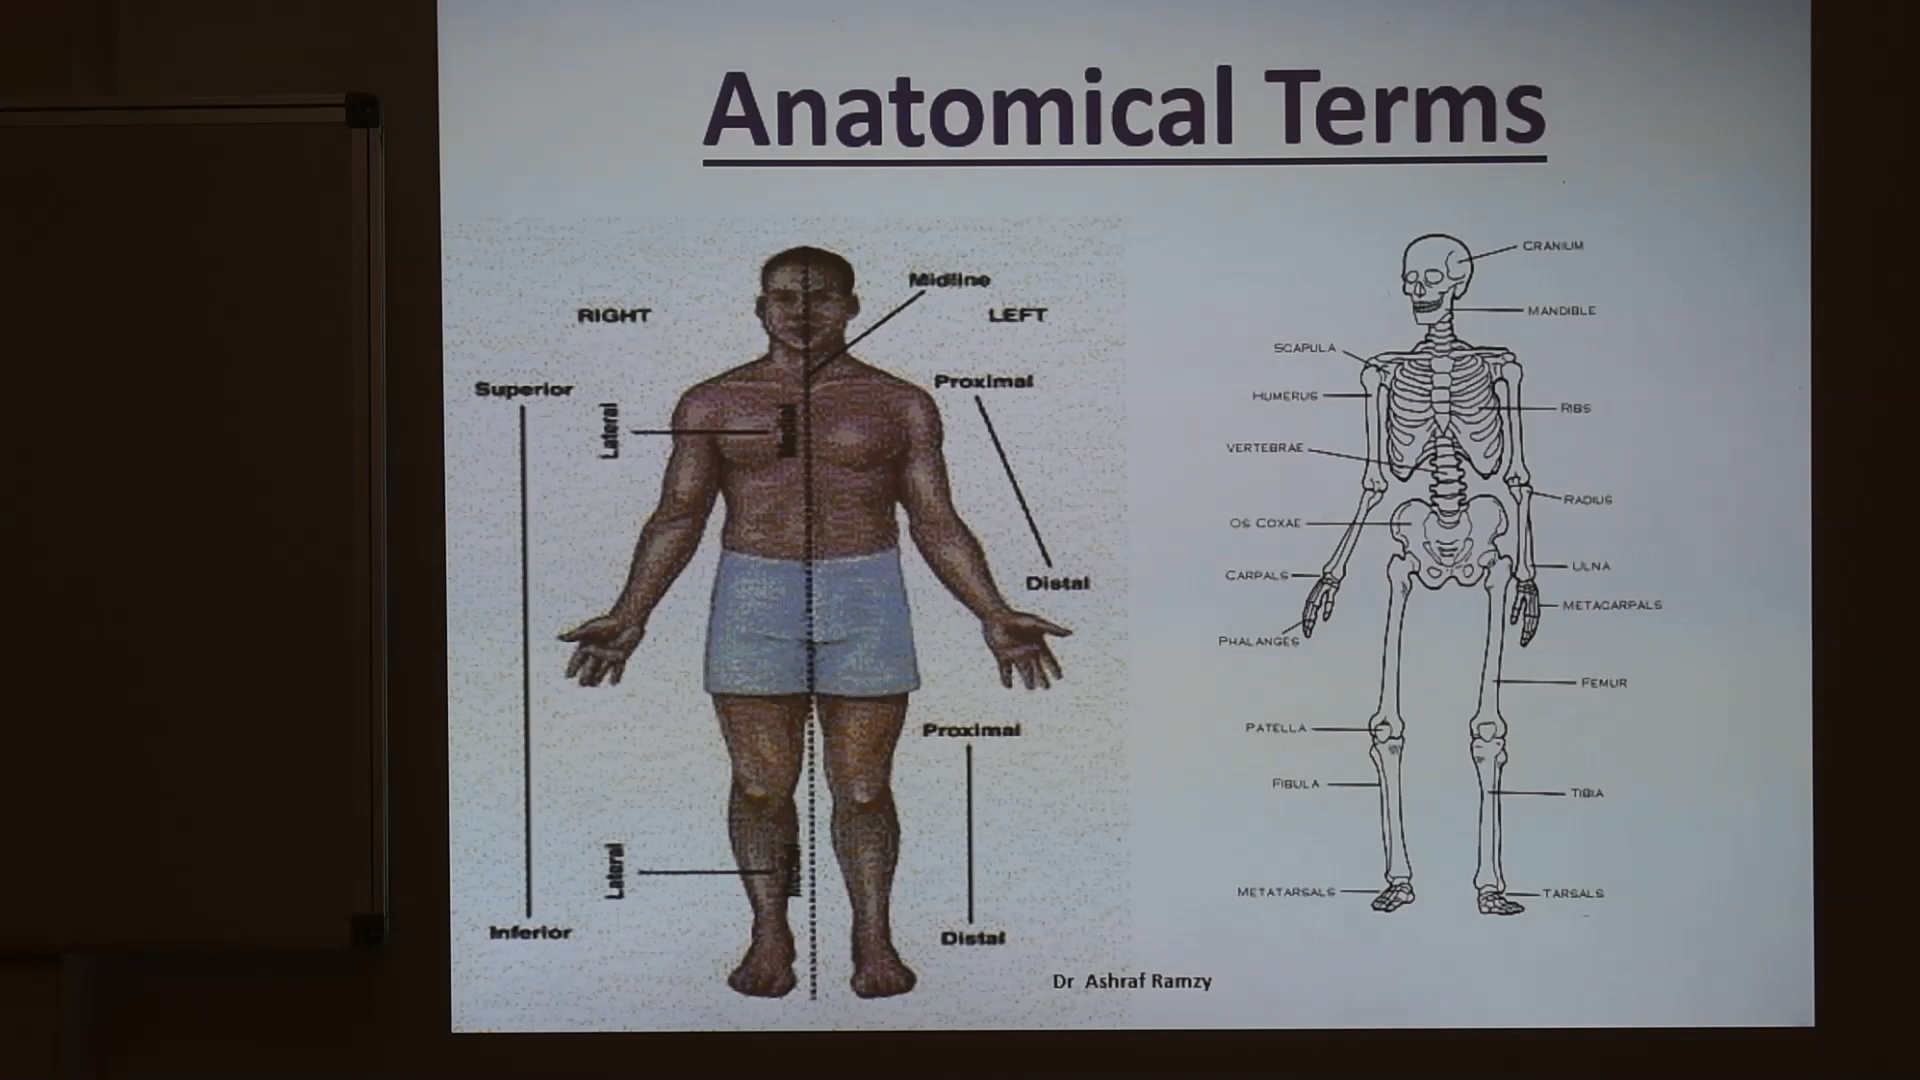 Anatomical Terms
Midline
RIGHT
LEFT
Superior
Proximal
Lateral
Medial
Distal
Proximal
Lateral
Inferior
Distal
Dr Ashraf Ramzy
CRANIUM
MANDIBLE
SCAPULA
HUMERUS
RIBS
VERTEBRAE
RADIUS
OS COXAE
ULNA
CARPALS
METACARPALS
PHALANGES
FEMUR
PATELLA
FIBULA
TIBIA
METATARSALS
TARSALS